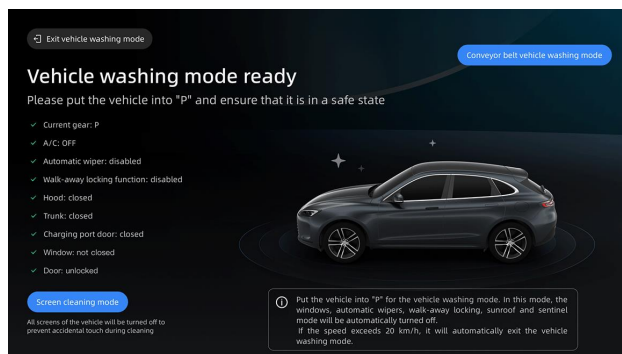 Exit vehicle washing mode
Conveyor belt vehicle washing mode
Vehicle washing mode ready
Please put the vehicle into "P" and ensure that it is in a safe state
Current gear: P
A/C: OFF
Automatic wiper: disabled
Walk-away locking function: disabled
Hood: closed
Trunk: closed
Charging port door: closed
Window: not closed
Door: unlocked
Screen cleaning mode
All screens of the vehicle will be turned off to
prevent accidental touch during cleaning
Put the vehicle into "P" for the vehicle washing mode. In this mode, the
windows, automatic wipers, walk-away locking, sunroof and sentinel
mode will be automatically turned off.
If the speed exceeds 20 km/h, it will automatically exit the vehicle
washing mode.